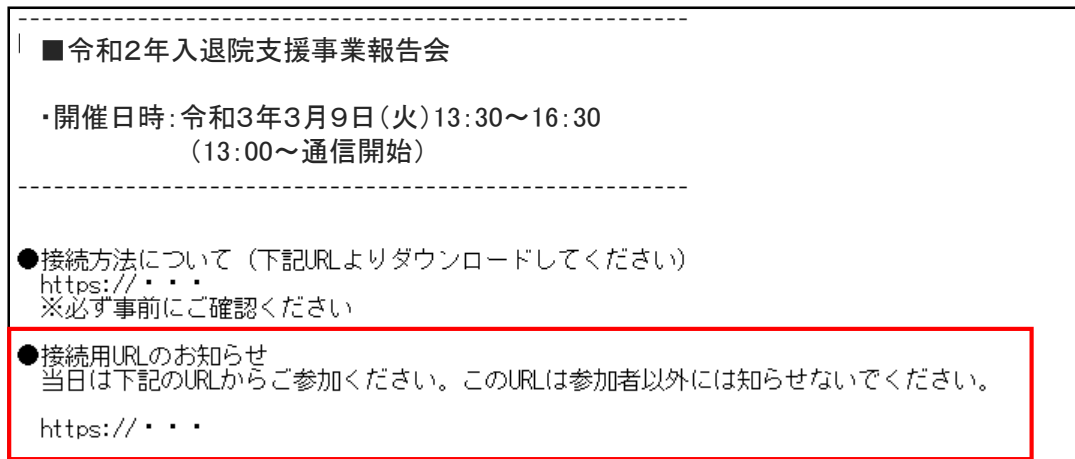 -------------------------------------------------------
■令和2年入退院支援事業報告会
・開催日時:令和3年3月9日(火)13:30～16:30
(13:00～通信開始)
-------------------------------------------------------
●接続方法について（下記URLよりダウンロードしてください）
https://・・・
※必ず事前にご確認ください
●接続用URLのお知らせ
当日は下記のURLからご参加ください。このURLは参加者以外には知らせないでください。
https://・・・